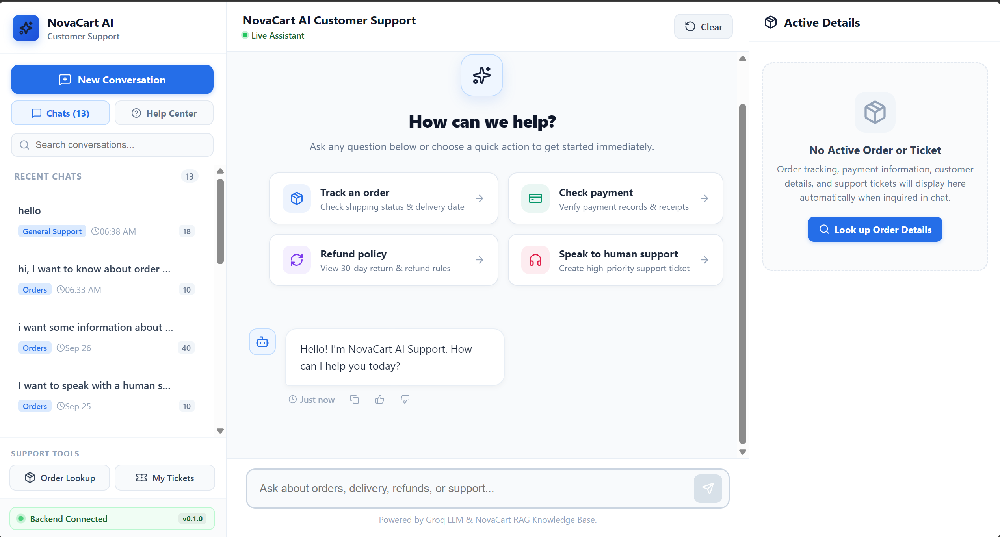 NovaCart AI
Customer Support
New Conversation
Chats (13)
Help Center
Search conversations...
RECENT CHATS
13
hello
General Support
06:38 AM
18
hi, I want to know about order ...
Orders
06:33 AM
10
i want some information about ...
Orders
Sep 26
40
I want to speak with a human s...
Orders
Sep 25
10
SUPPORT TOOLS
Order Lookup
My Tickets
Backend Connected
v0.1.0
NovaCart AI Customer Support
Live Assistant
Clear
How can we help?
Ask any question below or choose a quick action to get started immediately.
Track an order
Check shipping status & delivery date
Check payment
Verify payment records & receipts
Refund policy
View 30-day return & refund rules
Speak to human support
Create high-priority support ticket
Hello! I'm NovaCart AI Support. How
can I help you today?
Just now
Ask about orders, delivery, refunds, or support...
Powered by Groq LLM & NovaCart RAG Knowledge Base.
Active Details
No Active Order or Ticket
Order tracking, payment information, customer
details, and support tickets will display here
automatically when inquired in chat.
Look up Order Details